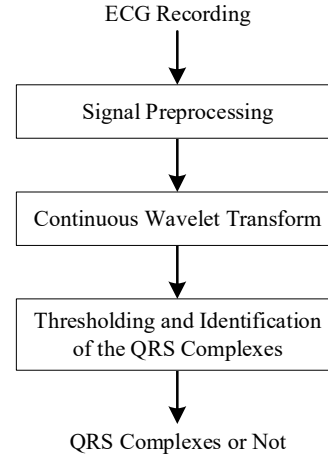 ECG Recording
Signal Preprocessing
Continuous Wavelet Transform
Thresholding and Identification
of the QRS Complexes
QRS Complexes or Not